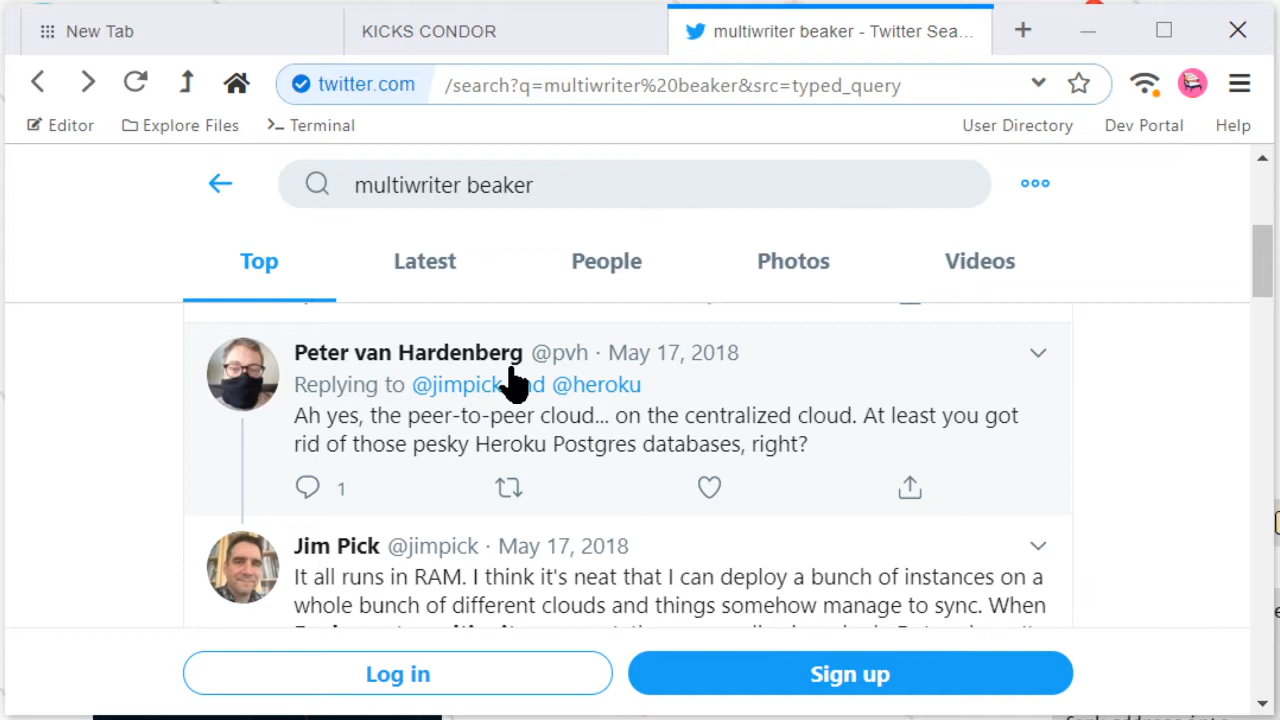 New Tab
KICKS CONDOR
multiwriter beaker - Twitter Sea...
twitter.com /search?q=multiwriter%20beaker&src=typed_query
Editor Explore Files Terminal User Directory Dev Portal Help
multiwriter beaker
Top Latest People Photos Videos
Peter van Hardenberg @pvh · May 17, 2018
Replying to @jimpick and @heroku
Ah yes, the peer-to-peer cloud... on the centralized cloud. At least you got
rid of those pesky Heroku Postgres databases, right?
1
Jim Pick @jimpick · May 17, 2018
It all runs in RAM. I think it's neat that I can deploy a bunch of instances on a
whole bunch of different clouds and things somehow manage to sync. When
Log in Sign up